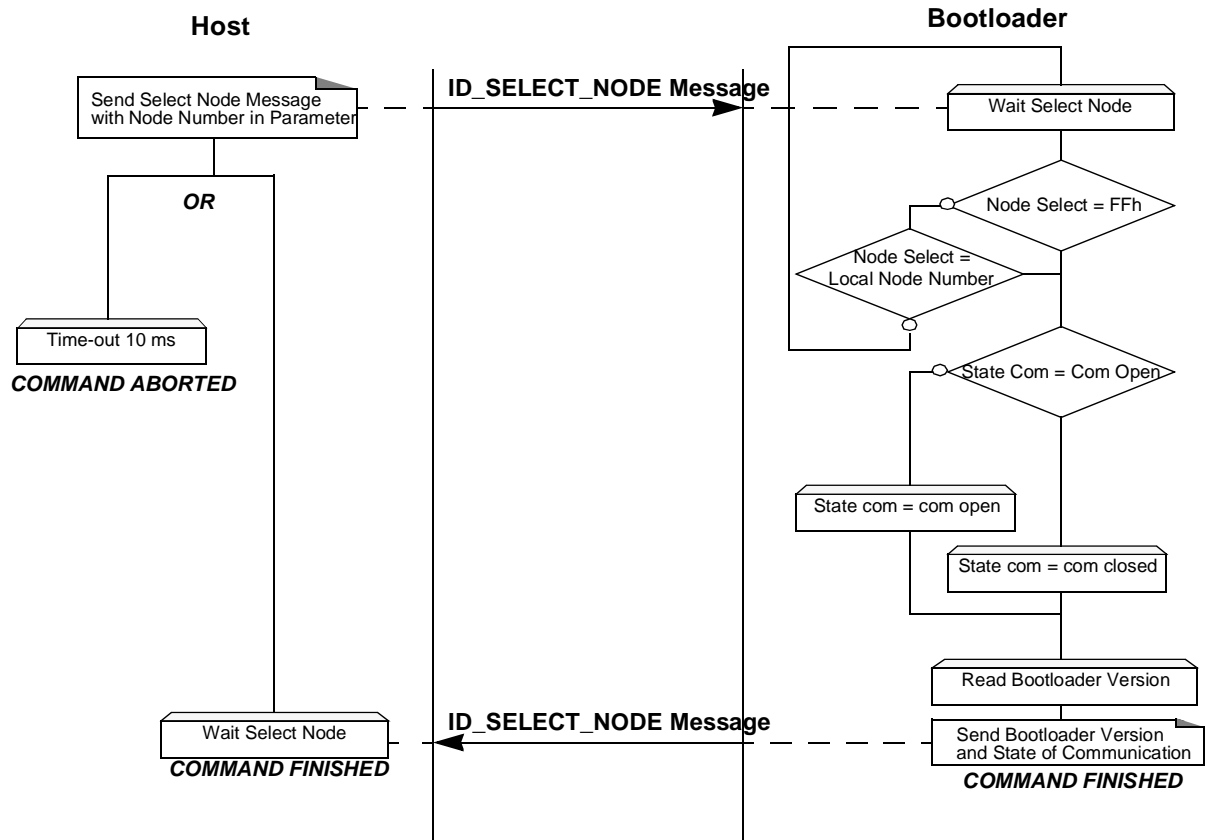 Host
Bootloader
Send Select Node Message
with Node Number in Parameter
ID_SELECT_NODE Message
Wait Select Node
OR
Node Select = FFh
Node Select =
Local Node Number
Time-out 10 ms
COMMAND ABORTED
State Com = Com Open
State com = com open
State com = com closed
Read Bootloader Version
Wait Select Node
COMMAND FINISHED
ID_SELECT_NODE Message
Send Bootloader Version
and State of Communication
COMMAND FINISHED